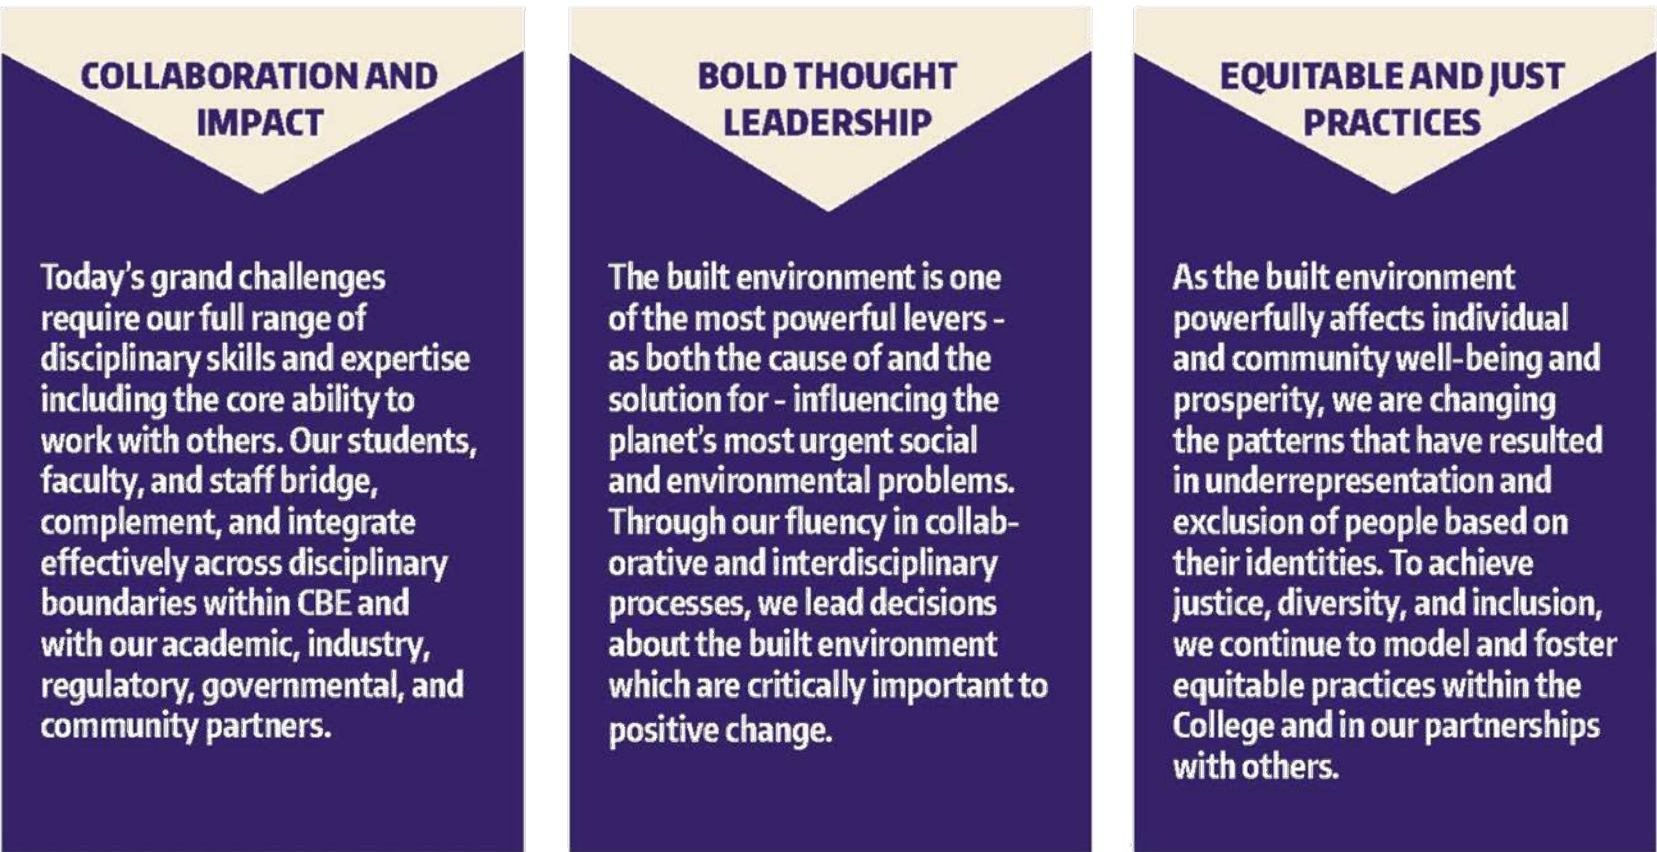 COLLABORATION AND
IMPACT
Today's grand challenges
require our full range of
disciplinary skills and expertise
including the core ability to
work with others. Our students,
faculty, and staff bridge,
complement, and integrate
effectively across disciplinary
boundaries within CBE and
with our academic, industry,
regulatory, governmental, and
community partners.
BOLD THOUGHT
LEADERSHIP
The built environment is one
of the most powerful levers -
as both the cause of and the
solution for - influencing the
planet's most urgent social
and environmental problems.
Through our fluency in collab-
orative and interdisciplinary
processes, we lead decisions
about the built environment
which are critically important to
positive change.
EQUITABLE AND JUST
PRACTICES
As the built environment
powerfully affects individual
and community well-being and
prosperity, we are changing
the patterns that have resulted
in underrepresentation and
exclusion of people based on
their identities. To achieve
justice, diversity, and inclusion,
we continue to model and foster
equitable practices within the
College and in our partnerships
with others.